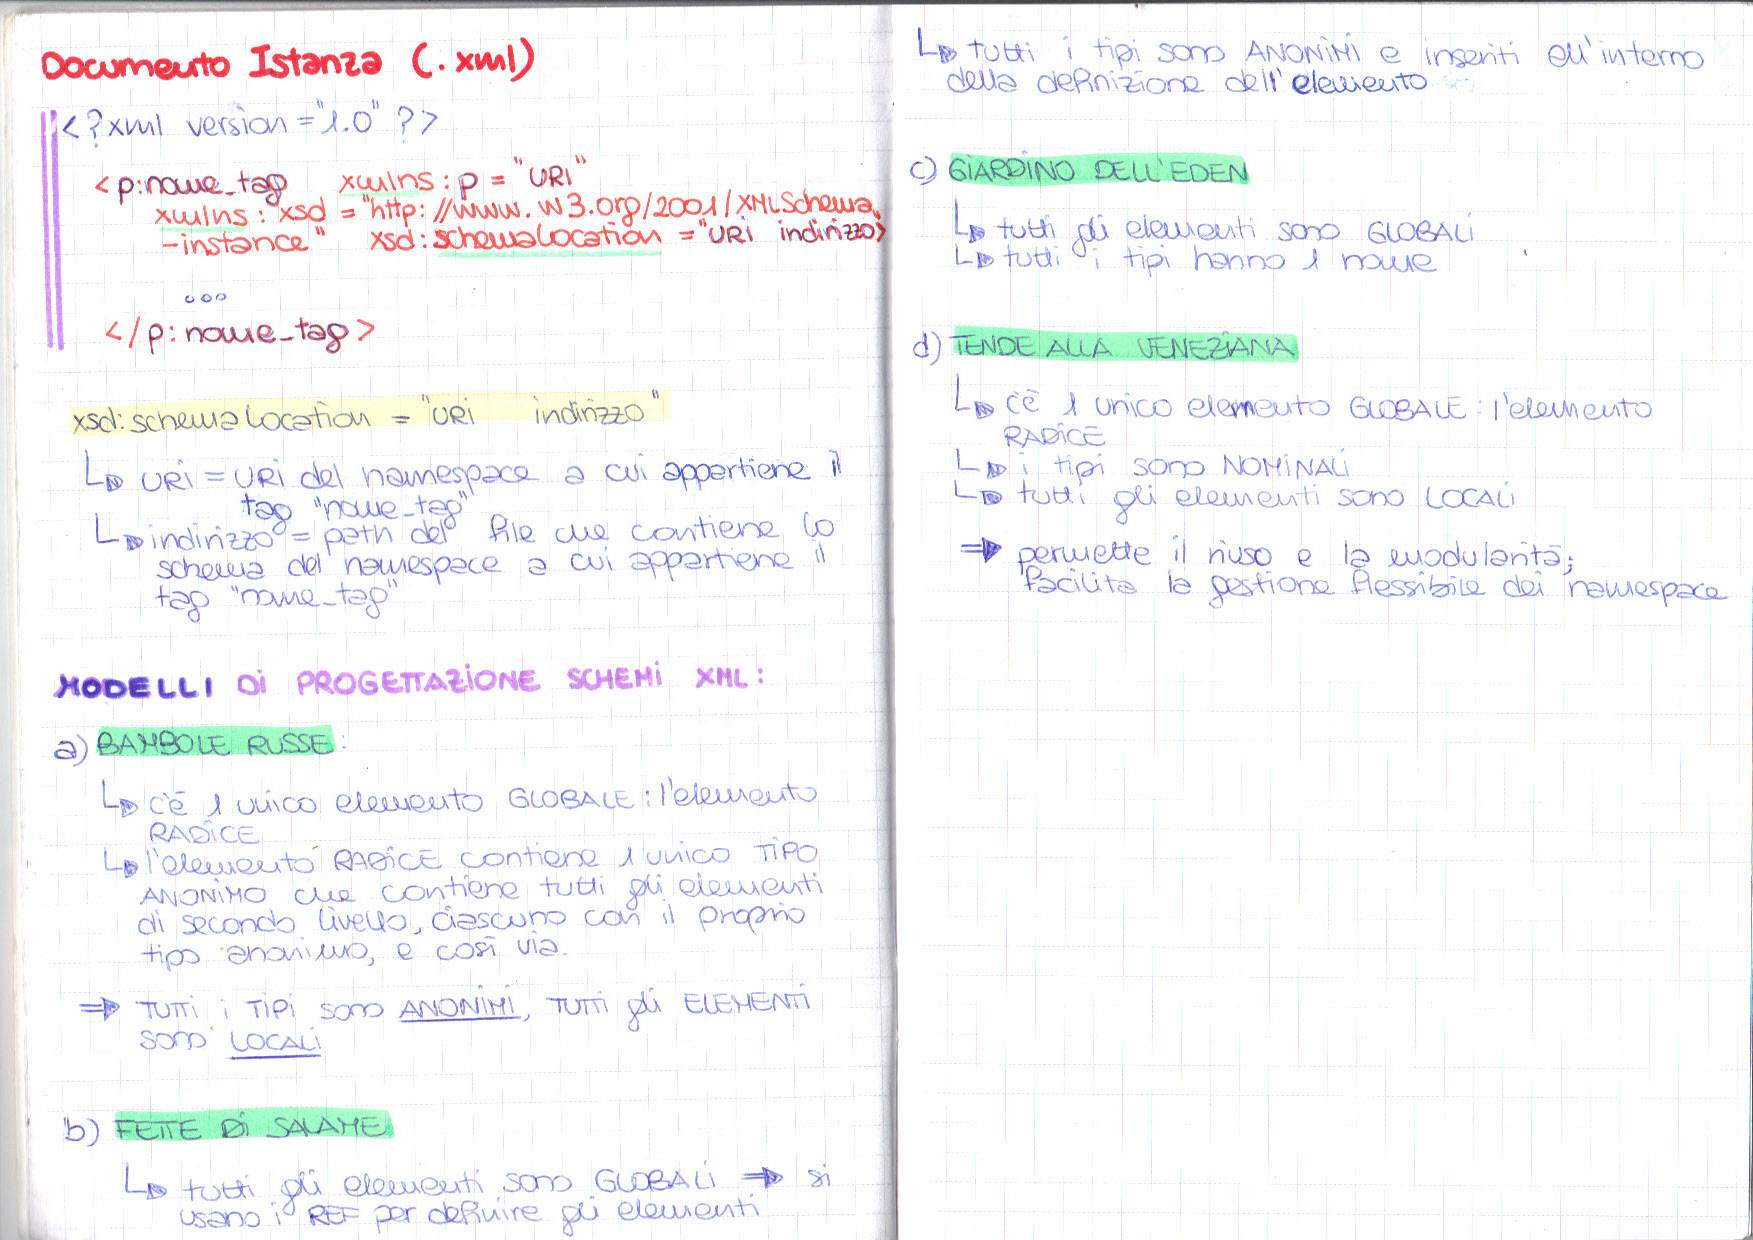 Documento Istanza (.xml)
<?xml version="1.0"?>
<p:nome_tag xmlns:p="URI"
xmlns:xsd="http://www.w3.org/2001/XMLSchema
-instance" xsd:schemaLocation="URI indirizzo>
...
</p:nome_tag>
xsd:schemaLocation = "URI indirizzo"
↳ URI = URI del namespace a cui appartiene il
tag "nome_tag"
↳ indirizzo = path del file che contiene lo
schema del namespace a cui appartiene il
tag "nome_tag"
MODELLI DI PROGETTAZIONE SCHEMI XML:
a) BAMBOLE RUSSE:
↳ c'è 1 unico elemento GLOBALE: l'elemento
RADICE
↳ l'elemento RADICE contiene 1 unico TIPO
ANONIMO che contiene tutti gli elementi
di secondo livello, ciascuno con il proprio
tipo anonimo, e così via.
⇒ TUTTI i TIPI sono ANONIMI, TUTTI gli ELEMENTI
sono LOCALI
b) FETTE DI SALAME
↳ tutti gli elementi sono GLOBALI ⇒ si
usano i REF per definire gli elementi
↳ tutti i tipi sono ANONIMI e inseriti all'interno
della definizione dell'elemento
c) GIARDINO DELL'EDEN
↳ tutti gli elementi sono GLOBALI
↳ tutti i tipi hanno 1 nome
d) TENDE ALLA VENEZIANA
↳ c'è 1 unico elemento GLOBALE: l'elemento
RADICE
↳ i tipi sono NOMINALI
↳ tutti gli elementi sono LOCALI
⇒ permette il riuso e la modularità;
facilita la gestione flessibile dei namespace